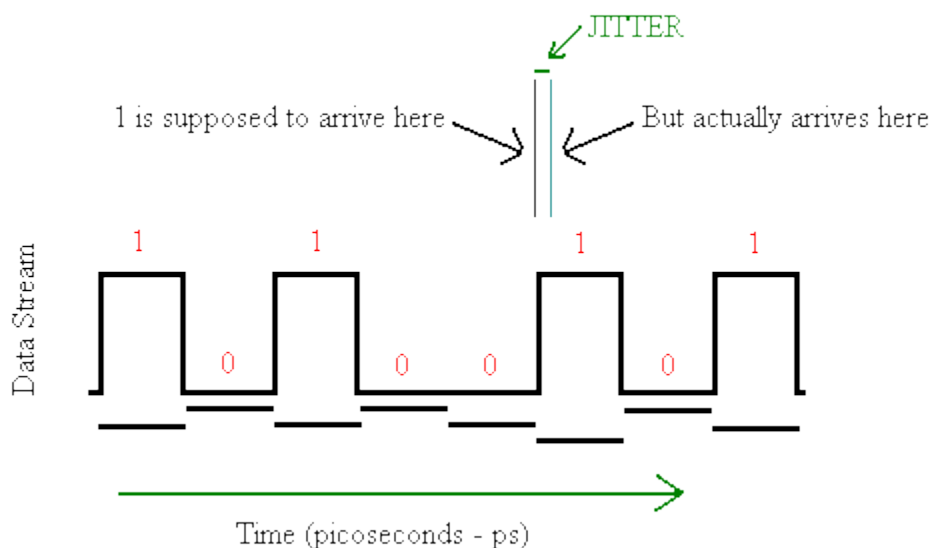 JITTER
1 is supposed to arrive here
But actually arrives here
1
1
1
1
Data Stream
0
0
0
0
Time (picoseconds - ps)